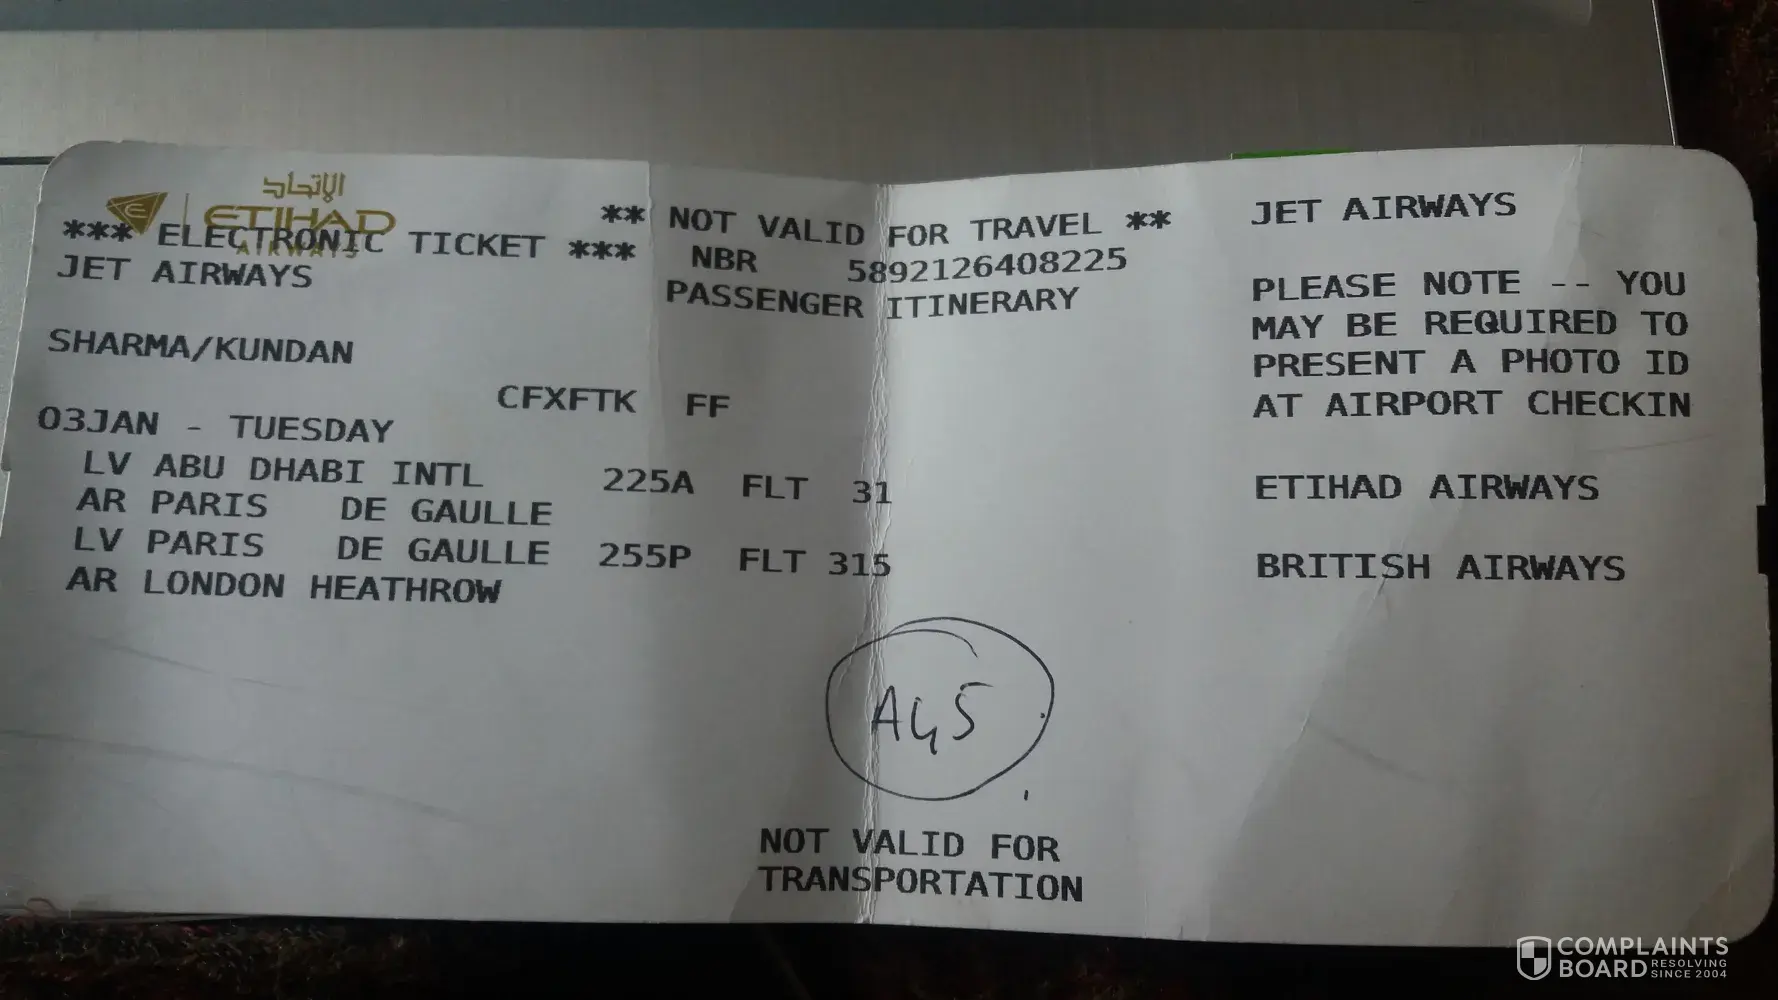 الإتحاد
ETIHAD
AIRWAYS
*** ELECTRONIC TICKET ***
** NOT VALID FOR TRAVEL **
JET AIRWAYS
NBR 5892126408225
PASSENGER ITINERARY
SHARMA/KUNDAN
CFXFTK FF
03JAN - TUESDAY
LV ABU DHABI INTL 225A FLT 31
AR PARIS DE GAULLE
LV PARIS DE GAULLE 255P FLT 315
AR LONDON HEATHROW
A45
NOT VALID FOR
TRANSPORTATION
JET AIRWAYS
PLEASE NOTE -- YOU
MAY BE REQUIRED TO
PRESENT A PHOTO ID
AT AIRPORT CHECKIN
ETIHAD AIRWAYS
BRITISH AIRWAYS
COMPLAINTS
BOARD RESOLVING
SINCE 2004